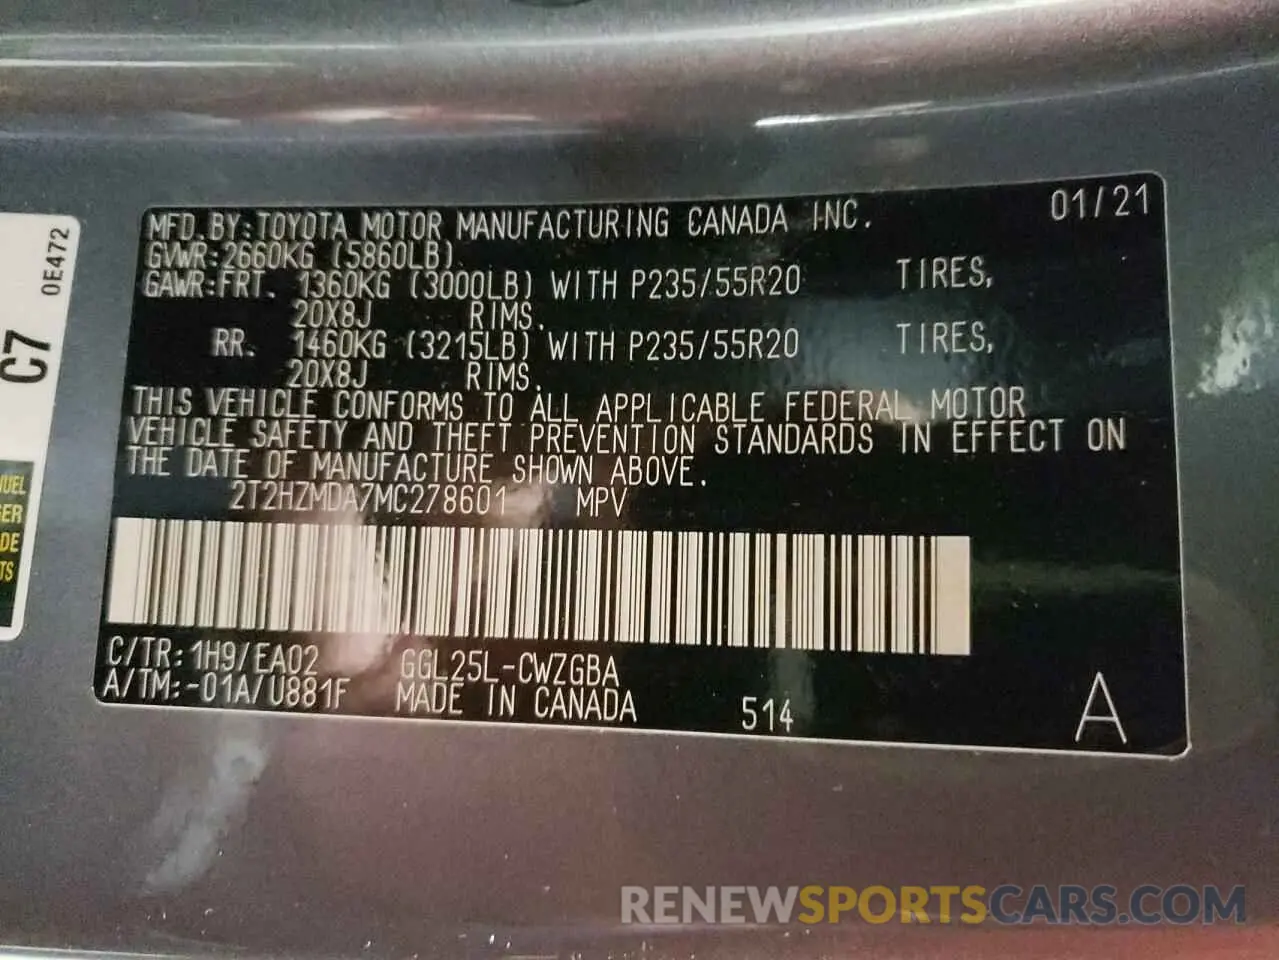 MFD.BY:TOYOTA MOTOR MANUFACTURING CANADA INC. 01/21
GVWR:2660KG (5860LB)
GAWR:FRT. 1360KG (3000LB) WITH P235/55R20 TIRES,
20X8J RIMS.
RR. 1460KG (3215LB) WITH P235/55R20 TIRES,
20X8J RIMS.
THIS VEHICLE CONFORMS TO ALL APPLICABLE FEDERAL MOTOR
VEHICLE SAFETY AND THEFT PREVENTION STANDARDS IN EFFECT ON
THE DATE OF MANUFACTURE SHOWN ABOVE.
2T2HZMDA7MC278601 MPV
C/TR:1H9/EA02 GGL25L-CWZGBA
A/TM:-01A/U881F MADE IN CANADA 514 A
0E472
C7
RENEWSPORTSCARS.COM